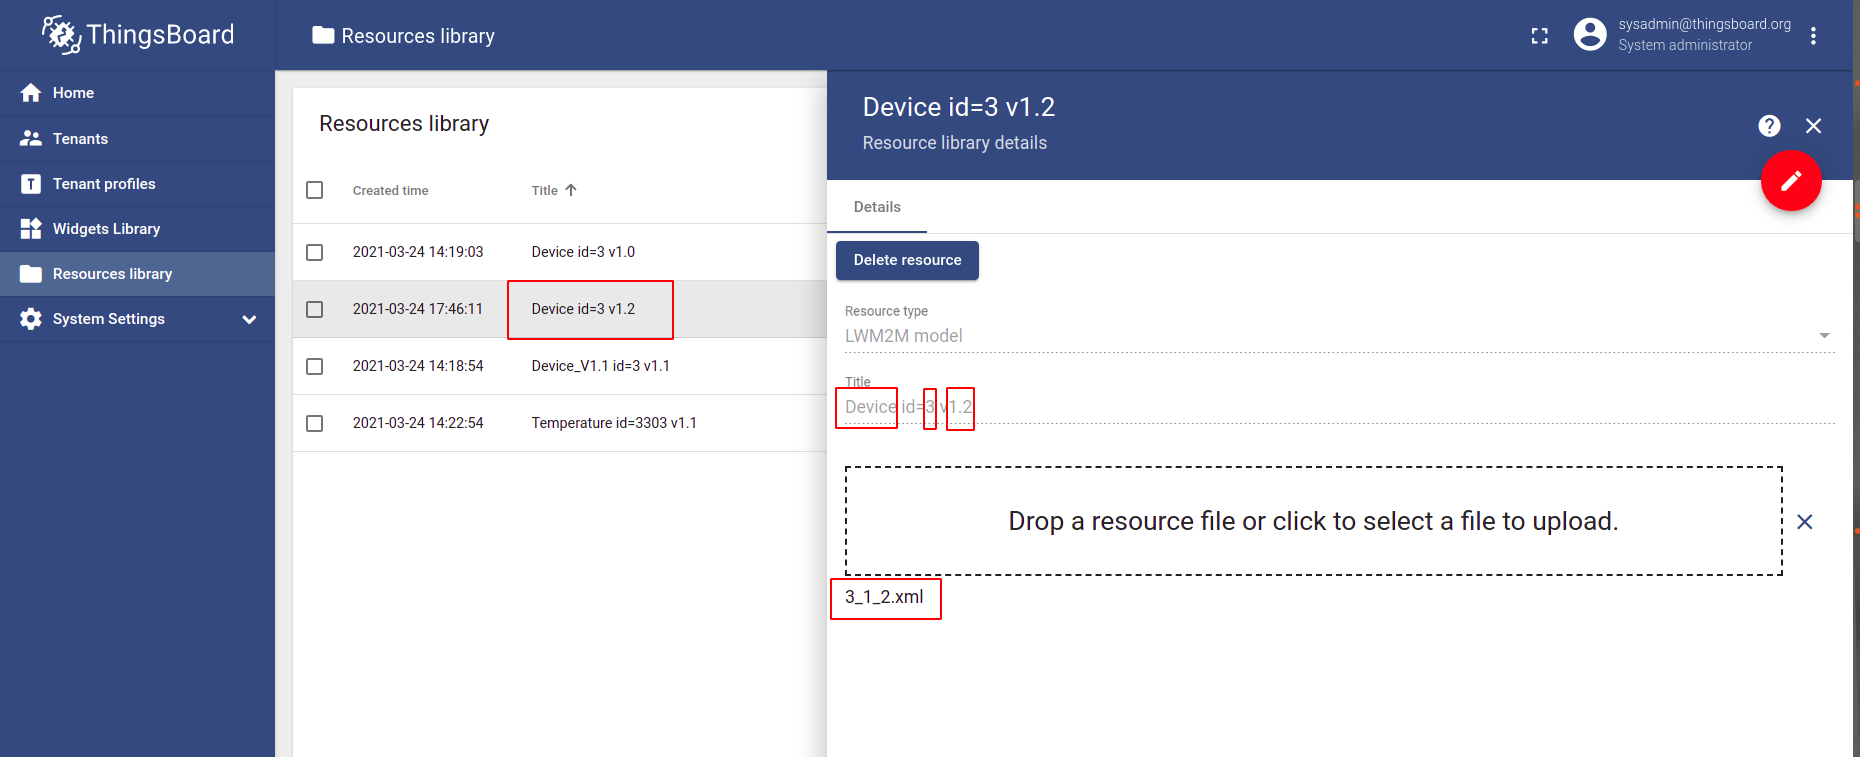 ThingsBoard
Resources library
sysadmin@thingsboard.org
System administrator
Home
Tenants
Tenant profiles
Widgets Library
Resources library
System Settings
Resources library
Created time Title
2021-03-24 14:19:03 Device id=3 v1.0
2021-03-24 17:46:11 Device id=3 v1.2
2021-03-24 14:18:54 Device_V1.1 id=3 v1.1
2021-03-24 14:22:54 Temperature id=3303 v1.1
Device id=3 v1.2
Resource library details
Details
Delete resource
Resource type
LWM2M model
Title
Device id=3 v1.2
Drop a resource file or click to select a file to upload.
3_1_2.xml